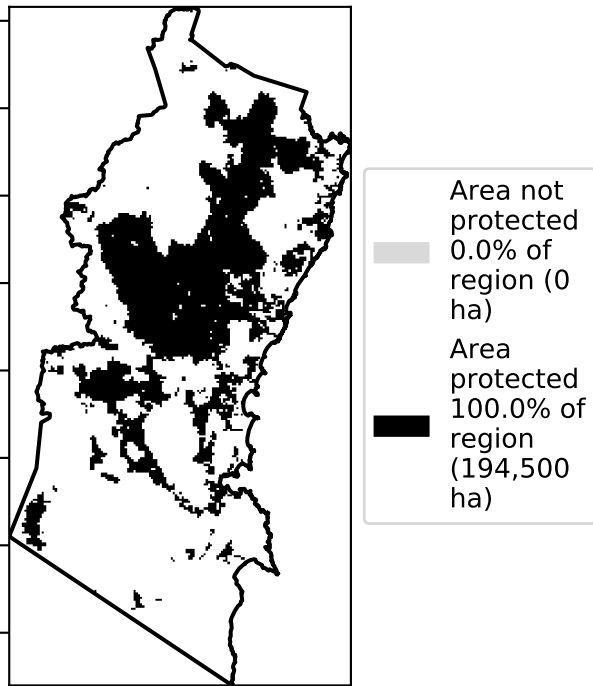 Area not
protected
0.0% of
region (0
ha)
Area
protected
100.0% of
region
(194,500
ha)